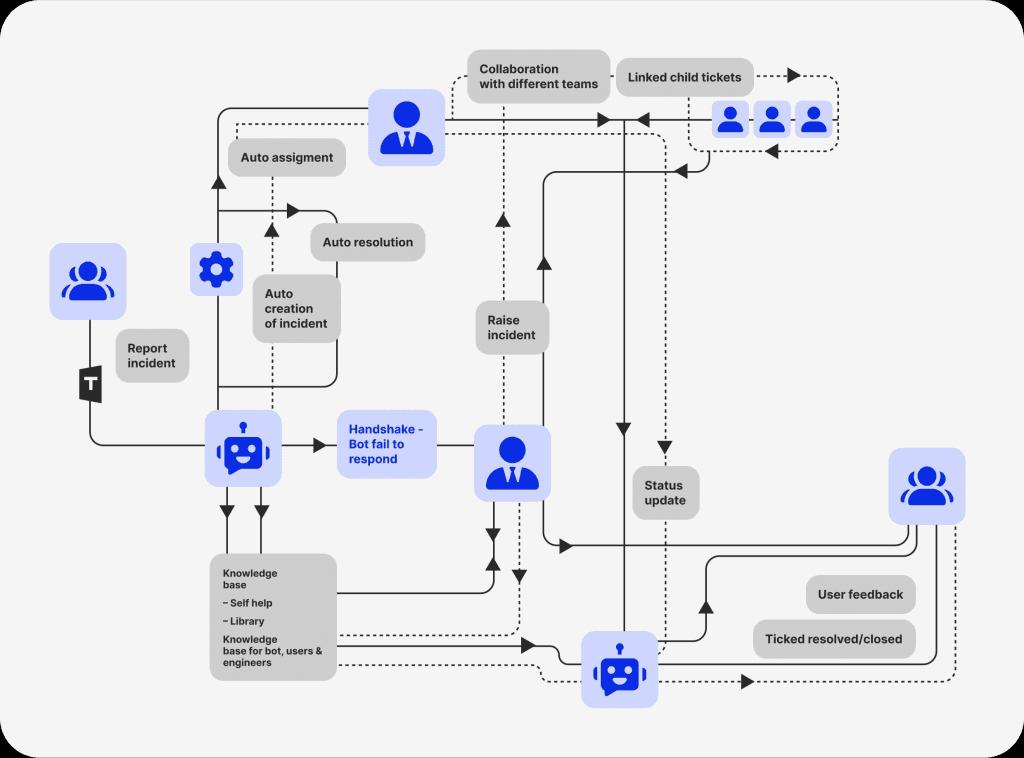 Collaboration
with different teams
Linked child tickets
Auto assigment
Auto resolution
Auto
creation
of incident
Raise
incident
Report
incident
T
Handshake -
Bot fail to
respond
Status
update
Knowledge
base
– Self help
– Library
Knowledge
base for bot, users &
engineers
User feedback
Ticked resolved/closed